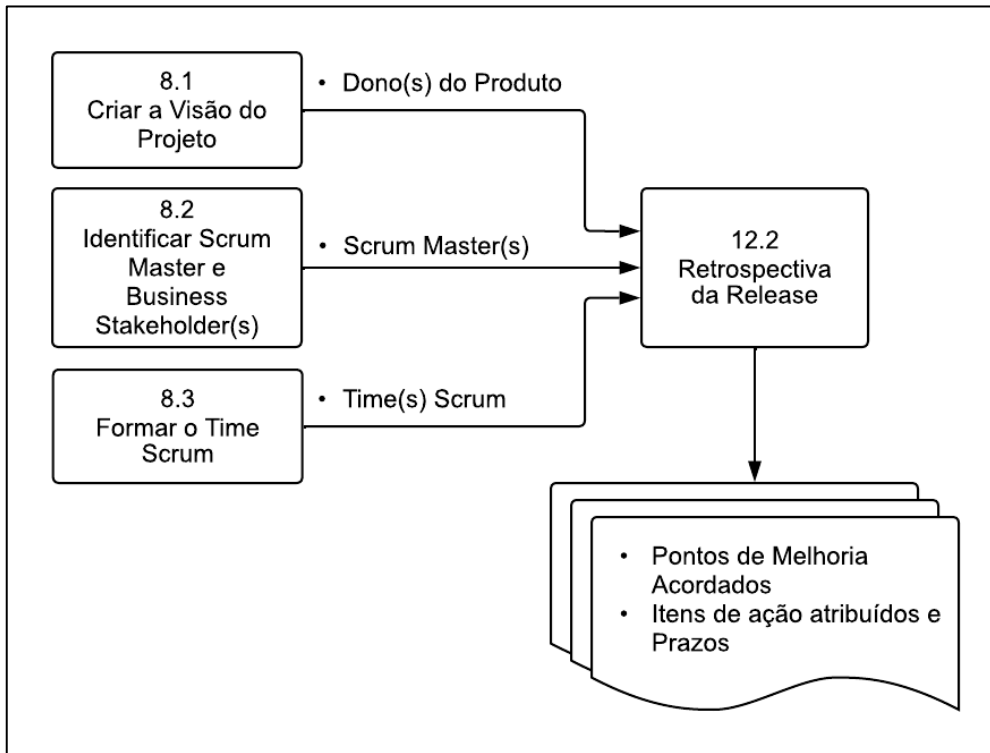 8.1
Criar a Visão do
Projeto
• Dono(s) do Produto
8.2
Identificar Scrum
Master e
Business
Stakeholder(s)
• Scrum Master(s)
8.3
Formar o Time
Scrum
• Time(s) Scrum
12.2
Retrospectiva
da Release
• Pontos de Melhoria
Acordados
• Itens de ação atribuídos e
Prazos